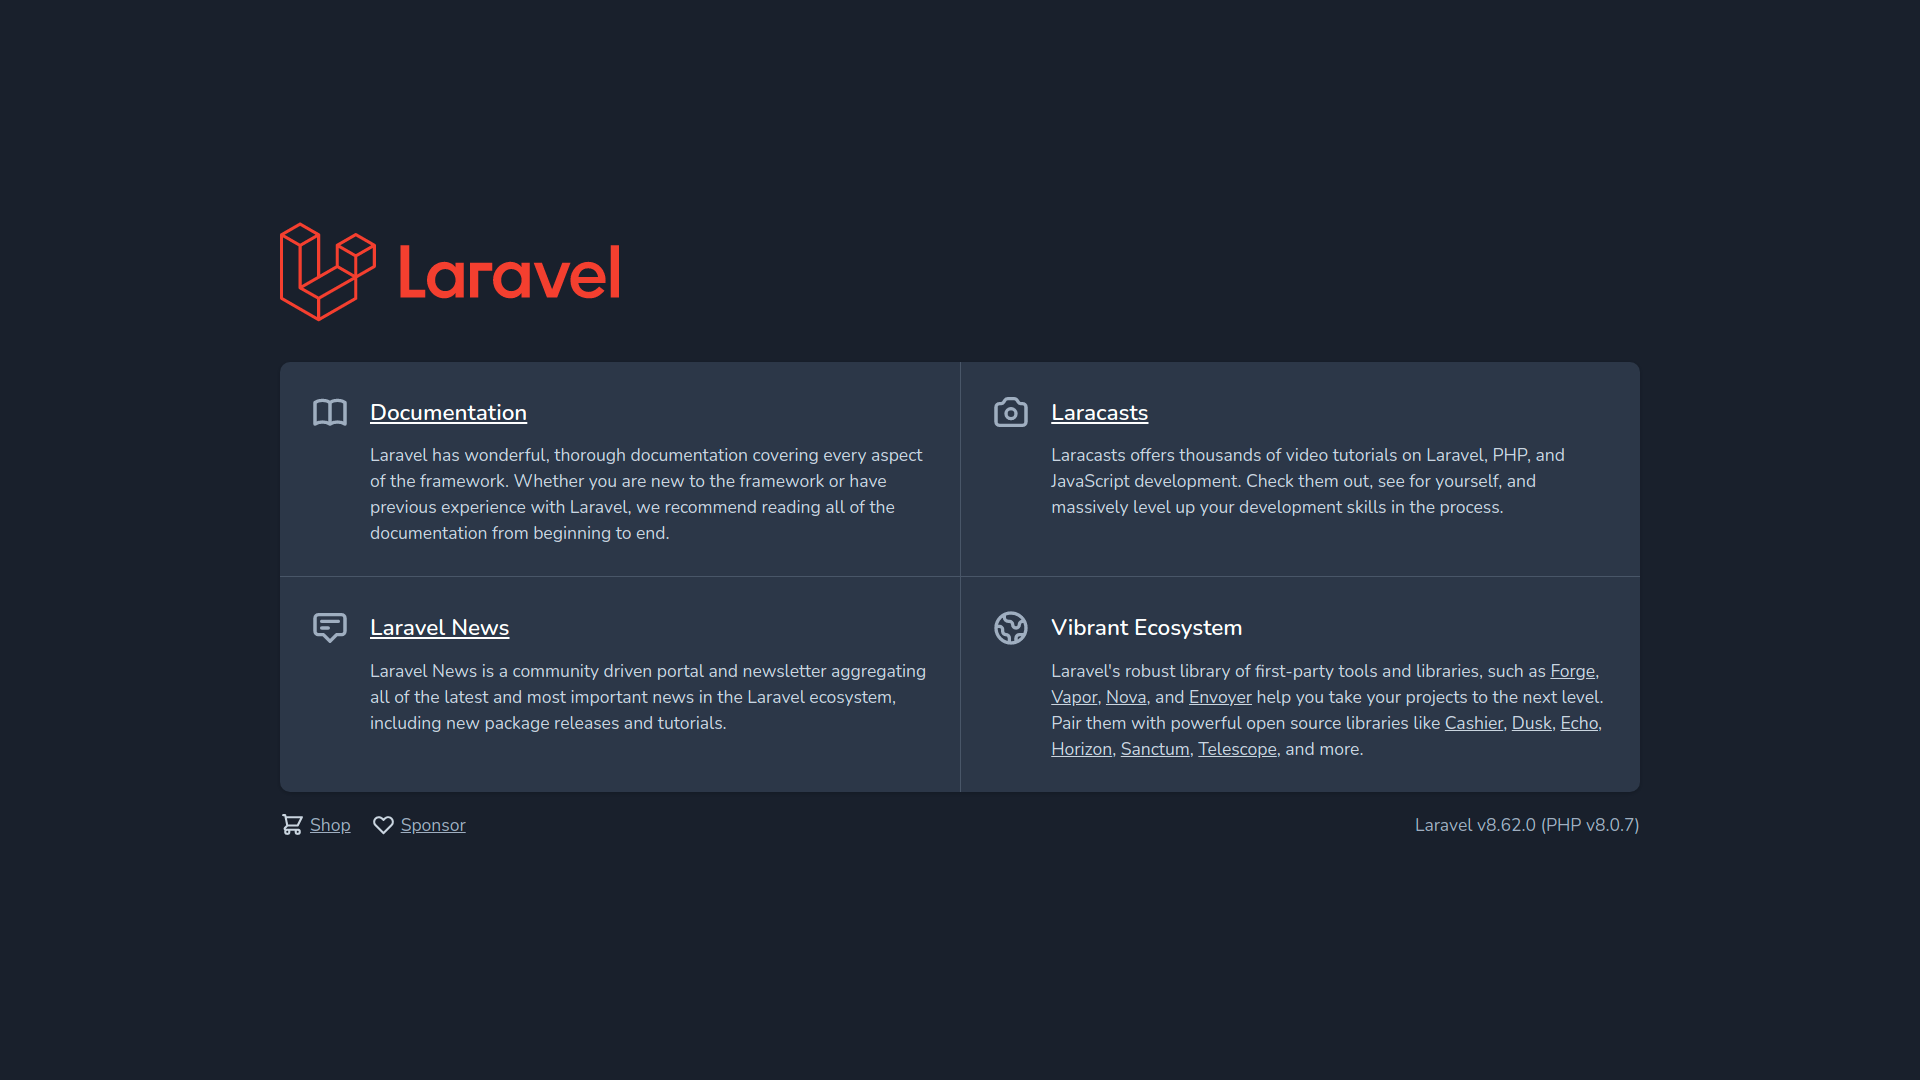 Laravel
Documentation
Laravel has wonderful, thorough documentation covering every aspect
of the framework. Whether you are new to the framework or have
previous experience with Laravel, we recommend reading all of the
documentation from beginning to end.
Laracasts
Laracasts offers thousands of video tutorials on Laravel, PHP, and
JavaScript development. Check them out, see for yourself, and
massively level up your development skills in the process.
Laravel News
Laravel News is a community driven portal and newsletter aggregating
all of the latest and most important news in the Laravel ecosystem,
including new package releases and tutorials.
Vibrant Ecosystem
Laravel's robust library of first-party tools and libraries, such as Forge,
Vapor, Nova, and Envoyer help you take your projects to the next level.
Pair them with powerful open source libraries like Cashier, Dusk, Echo,
Horizon, Sanctum, Telescope, and more.
Shop Sponsor
Laravel v8.62.0 (PHP v8.0.7)